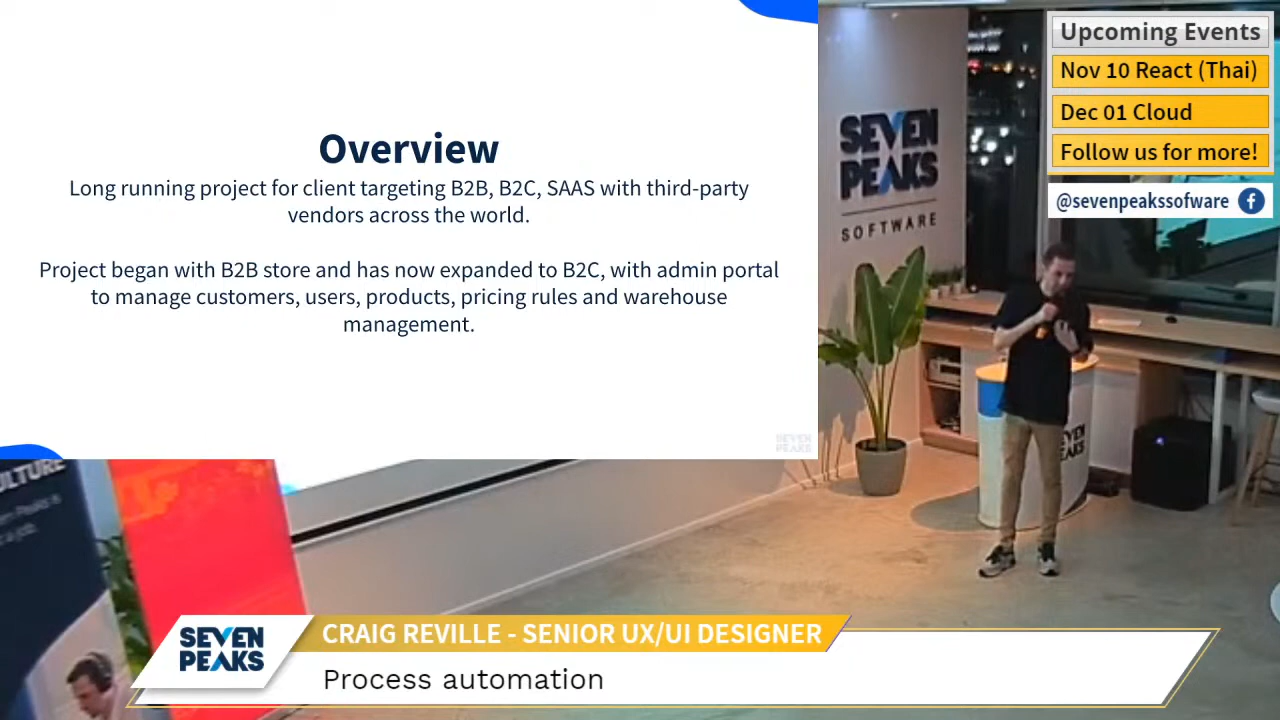 Overview
Long running project for client targeting B2B, B2C, SAAS with third-party
vendors across the world.
Project began with B2B store and has now expanded to B2C, with admin portal
to manage customers, users, products, pricing rules and warehouse
management.
SEVEN
PEAKS
SEVEN
PEAKS
SOFTWARE
Upcoming Events
Nov 10 React (Thai)
Dec 01 Cloud
Follow us for more!
@sevenpeakssofware
SEVEN
PEAKS
CRAIG REVILLE - SENIOR UX/UI DESIGNER
Process automation